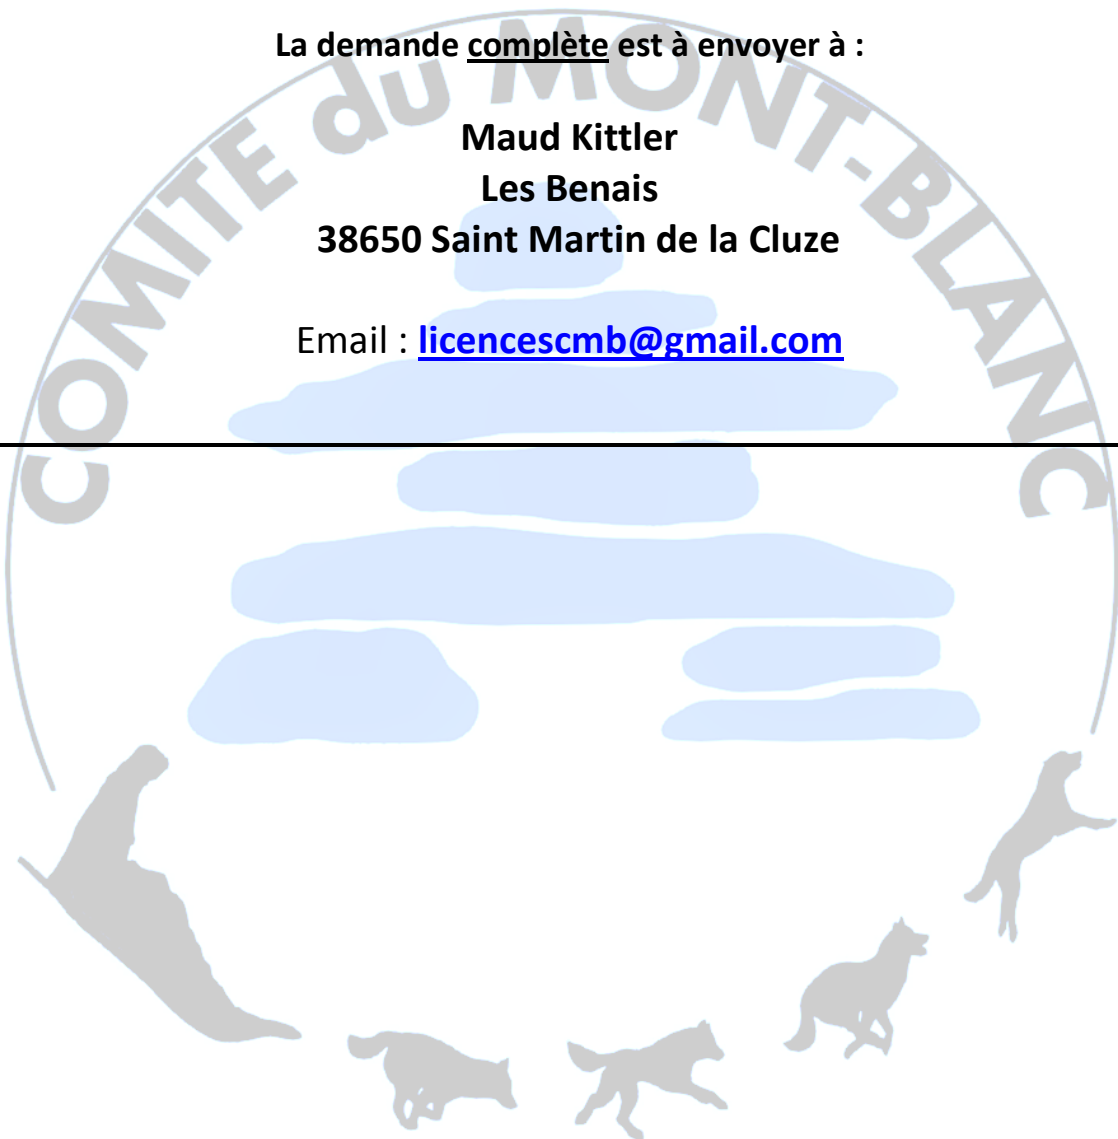 La demande complète est à envoyer à :
Maud Kittler
Les Benais
38650 Saint Martin de la Cluze
Email : licencescmb@gmail.com
COMITE du MONT-BLANC